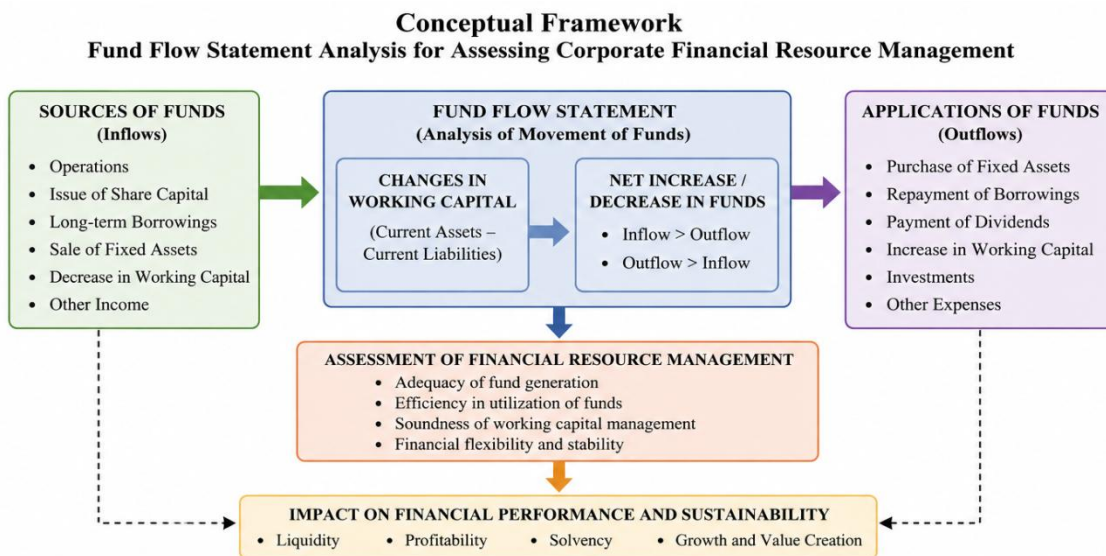 Conceptual Framework
Fund Flow Statement Analysis for Assessing Corporate Financial Resource Management
SOURCES OF FUNDS
(Inflows)
• Operations
• Issue of Share Capital
• Long-term Borrowings
• Sale of Fixed Assets
• Decrease in Working Capital
• Other Income
FUND FLOW STATEMENT
(Analysis of Movement of Funds)
CHANGES IN
WORKING CAPITAL
(Current Assets –
Current Liabilities)
NET INCREASE /
DECREASE IN FUNDS
• Inflow > Outflow
• Outflow > Inflow
APPLICATIONS OF FUNDS
(Outflows)
• Purchase of Fixed Assets
• Repayment of Borrowings
• Payment of Dividends
• Increase in Working Capital
• Investments
• Other Expenses
ASSESSMENT OF FINANCIAL RESOURCE MANAGEMENT
• Adequacy of fund generation
• Efficiency in utilization of funds
• Soundness of working capital management
• Financial flexibility and stability
IMPACT ON FINANCIAL PERFORMANCE AND SUSTAINABILITY
• Liquidity • Profitability • Solvency • Growth and Value Creation